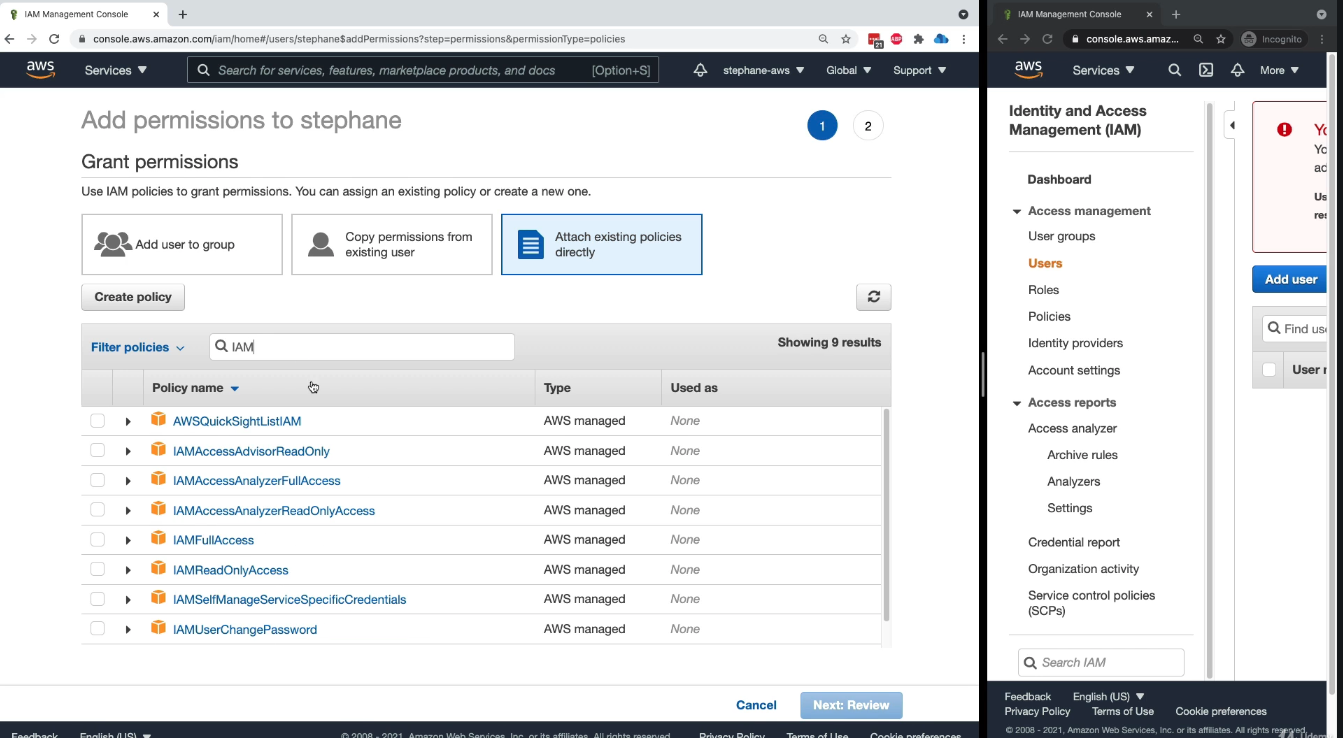 IAM Management Console
console.aws.amazon.com/iam/home#/users/stephane$addPermissions?step=permissions&permissionType=policies
21
ABP
aws
Services
Search for services, features, marketplace products, and docs [Option+S]
stephane-aws
Global
Support
Add permissions to stephane
1
2
Grant permissions
Use IAM policies to grant permissions. You can assign an existing policy or create a new one.
Add user to group
Copy permissions from
existing user
Attach existing policies
directly
Create policy
Filter policies
IAM
Showing 9 results
Policy name Type Used as
AWSQuickSightListIAM AWS managed None
IAMAccessAdvisorReadOnly AWS managed None
IAMAccessAnalyzerFullAccess AWS managed None
IAMAccessAnalyzerReadOnlyAccess AWS managed None
IAMFullAccess AWS managed None
IAMReadOnlyAccess AWS managed None
IAMSelfManageServiceSpecificCredentials AWS managed None
IAMUserChangePassword AWS managed None
Cancel
Next: Review
Feedback English (US) © 2008 - 2021, Amazon Web Services, Inc. or its affiliates. All rights reserved. Privacy Policy Terms of Use Cookie preferences
IAM Management Console
console.aws.amaz...
Incognito
aws
Services
More
Identity and Access
Management (IAM)
Dashboard
Access management
User groups
Users
Roles
Policies
Identity providers
Account settings
Access reports
Access analyzer
Archive rules
Analyzers
Settings
Credential report
Organization activity
Service control policies
(SCPs)
Search IAM
Add user
Feedback English (US)
Privacy Policy Terms of Use Cookie preferences
© 2008 - 2021, Amazon Web Services, Inc. or its affiliates. All rights reserved.